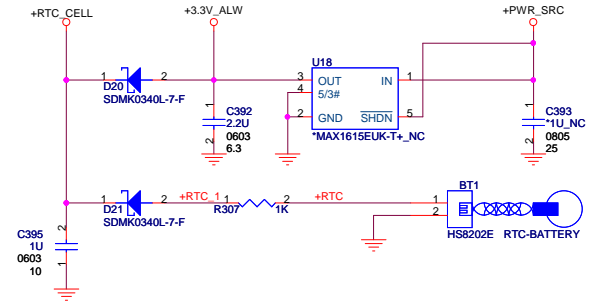 +RTC_CELL
+3.3V_ALW
+PWR_SRC
U18
1
2
3
OUT
IN
1
D20
SDMK0340L-7-F
4
5/3#
2
GND
SHDN
5
*MAX1615EUK-T+_NC
1
C392
2.2U
0603
6.3
2
1
C393
*1U_NC
0805
25
2
1
2
+RTC_1
1
2
+RTC
D21
SDMK0340L-7-F
R307
1K
BT1
1
2
HS8202E
RTC-BATTERY
2
C395
1U
0603
10
1